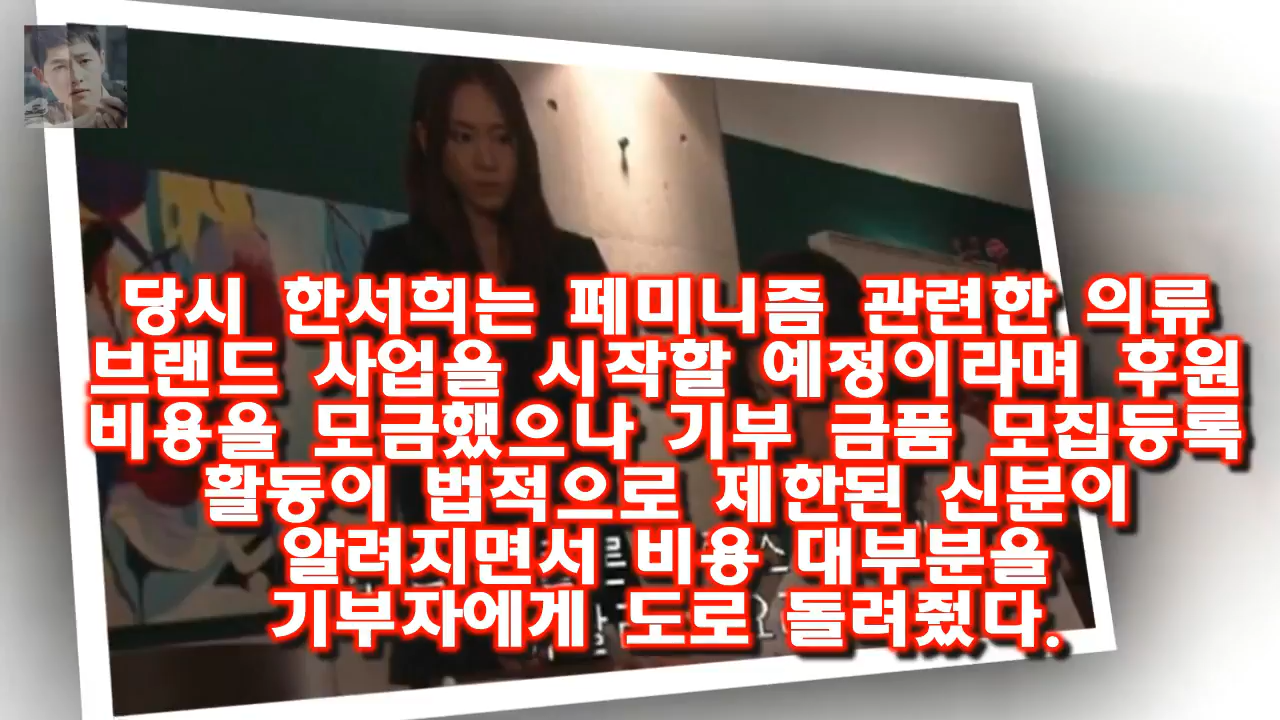 당시 한서희는 페미니즘 관련한 의류
브랜드 사업을 시작할 예정이라며 후원
비용을 모금했으나 기부 금품 모집등록
활동이 법적으로 제한된 신분이
알려지면서 비용 대부분을
기부자에게 도로 돌려줬다.